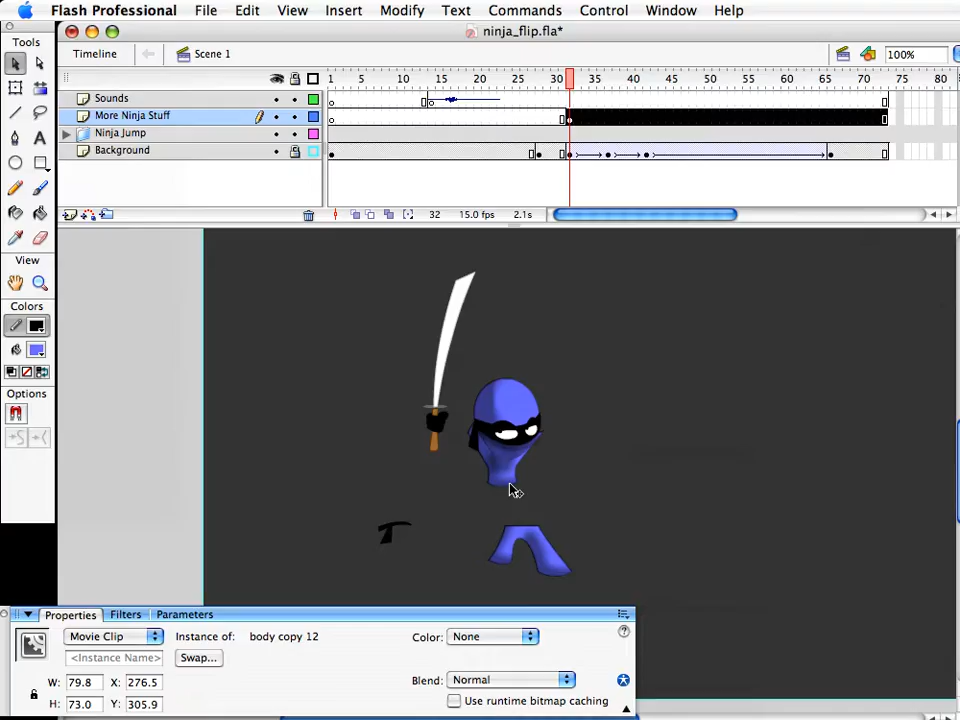 Flash Professional File Edit View Insert Modify Text Commands Control Window Help
ninja_flip.fla*
Tools
Timeline
Scene 1
100%
1 5 10 15 20 25 30 35 40 45 50 55 60 65 70 75 80
Sounds
More Ninja Stuff
Ninja Jump
Background
32 15.0 fps 2.1s
A
View
Colors
Options
Properties Filters Parameters
Movie Clip
Instance of: body copy 12
Color: None
<Instance Name>
Swap...
W: 79.8 X: 276.5
Blend: Normal
H: 73.0 Y: 305.9
Use runtime bitmap caching